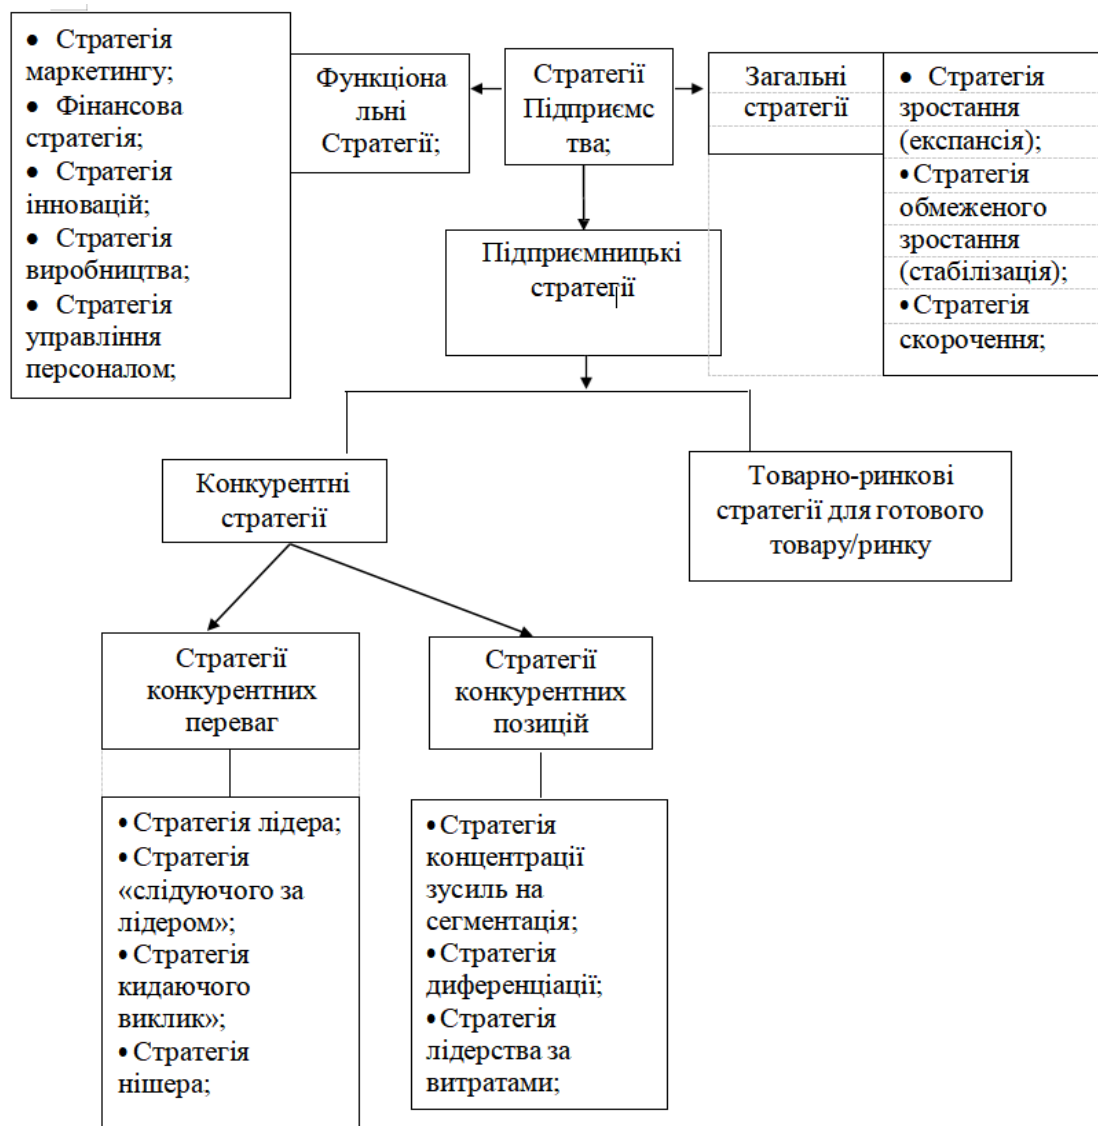 • Стратегія
маркетингу;
• Фінансова
стратегія;
• Стратегія
інновацій;
• Стратегія
виробництва;
• Стратегія
управління
персоналом;
Функціона
льні
Стратегії;
Стратегії
Підприємс
тва;
Загальні
стратегії
• Стратегія
зростання
(експансія);
• Стратегія
обмеженого
зростання
(стабілізація);
• Стратегія
скорочення;
Підприємницькі
стратегії
Конкурентні
стратегії
Товарно-ринкові
стратегії для готового
товару/ринку
Стратегії
конкурентних
переваг
Стратегії
конкурентних
позицій
• Стратегія лідера;
• Стратегія
«слідуючого за
лідером»;
• Стратегія
кидаючого
виклик»;
• Стратегія
нішера;
• Стратегія
концентрації
зусиль на
сегментація;
• Стратегія
диференціації;
• Стратегія
лідерства за
витратами;